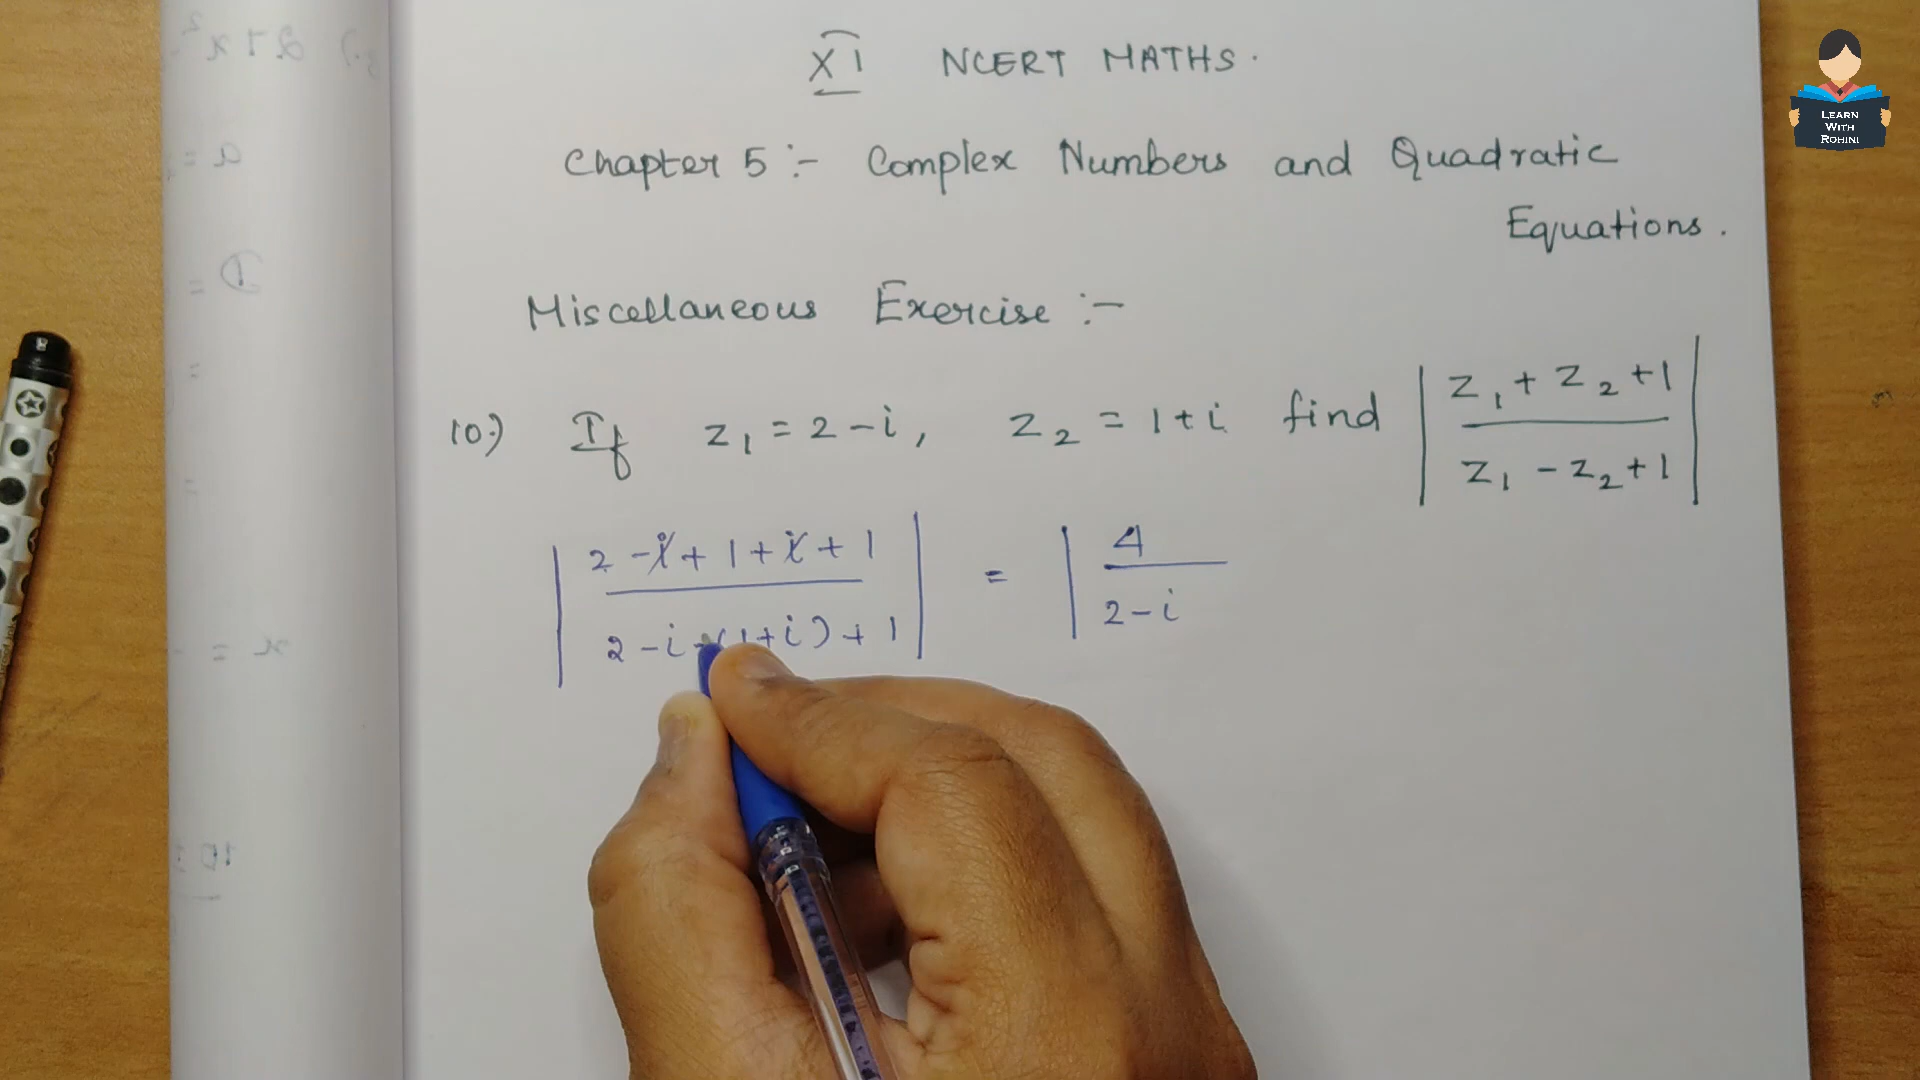 XI NCERT MATHS.
Chapter 5 :- Complex Numbers and Quadratic
Equations.
Miscellaneous Exercise :-
10.) If z₁ = 2 - i, z₂ = 1 + i find | (z₁ + z₂ + 1) / (z₁ - z₂ + 1) |
| (2 - i + 1 + i + 1) / (2 - i - (1 + i) + 1) | = | 4 / (2 - i
LEARN
WITH
ROHINI